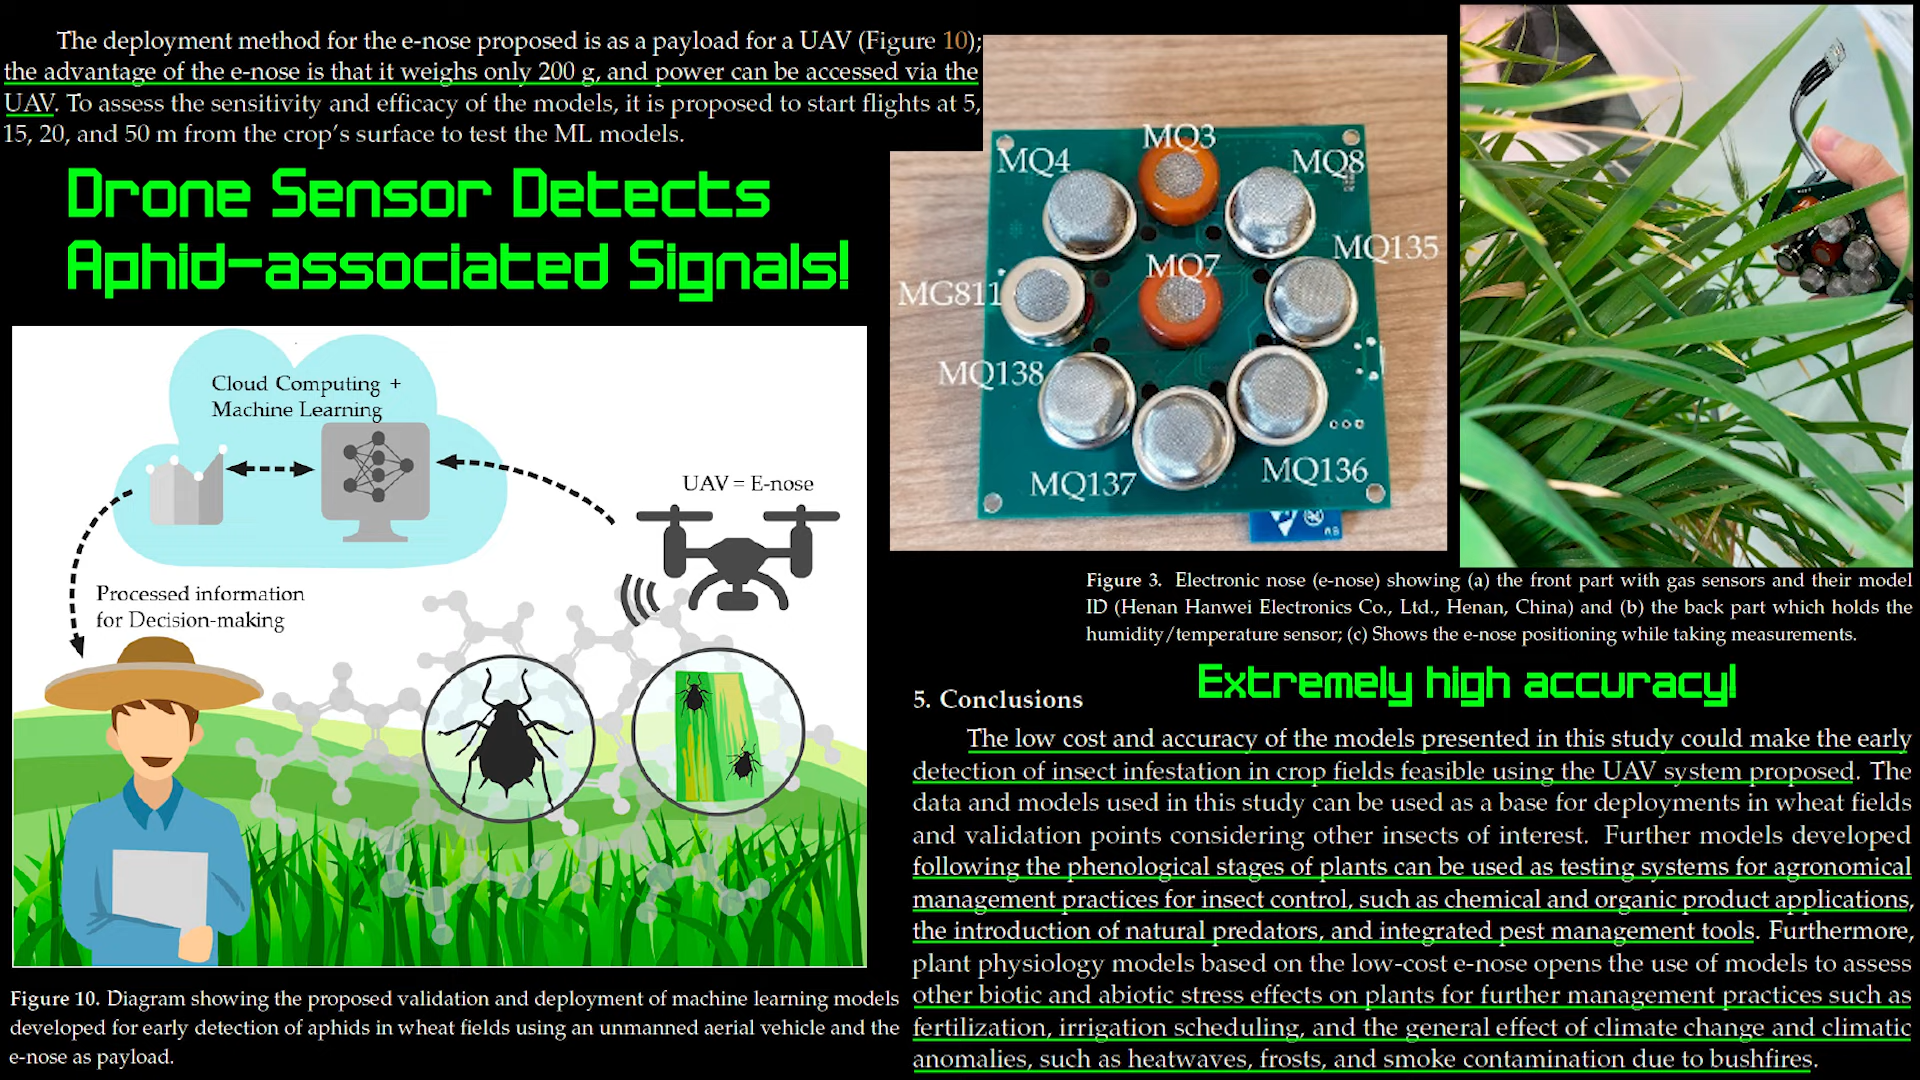 The deployment method for the e-nose proposed is as a payload for a UAV (Figure 10);
the advantage of the e-nose is that it weighs only 200 g, and power can be accessed via the
UAV. To assess the sensitivity and efficacy of the models, it is proposed to start flights at 5,
15, 20, and 50 m from the crop's surface to test the ML models.
Drone Sensor Detects
Aphid-associated Signals!
Cloud Computing +
Machine Learning
UAV = E-nose
Processed information
for Decision-making
Figure 10. Diagram showing the proposed validation and deployment of machine learning models
developed for early detection of aphids in wheat fields using an unmanned aerial vehicle and the
e-nose as payload.
MQ3
MQ4
MQ8
MQ135
MQ7
MG811
MQ138
MQ137
MQ136
Figure 3. Electronic nose (e-nose) showing (a) the front part with gas sensors and their model
ID (Henan Hanwei Electronics Co., Ltd., Henan, China) and (b) the back part which holds the
humidity/temperature sensor; (c) Shows the e-nose positioning while taking measurements.
Extremely high accuracy!
5. Conclusions
The low cost and accuracy of the models presented in this study could make the early
detection of insect infestation in crop fields feasible using the UAV system proposed. The
data and models used in this study can be used as a base for deployments in wheat fields
and validation points considering other insects of interest. Further models developed
following the phenological stages of plants can be used as testing systems for agronomical
management practices for insect control, such as chemical and organic product applications,
the introduction of natural predators, and integrated pest management tools. Furthermore,
plant physiology models based on the low-cost e-nose opens the use of models to assess
other biotic and abiotic stress effects on plants for further management practices such as
fertilization, irrigation scheduling, and the general effect of climate change and climatic
anomalies, such as heatwaves, frosts, and smoke contamination due to bushfires.